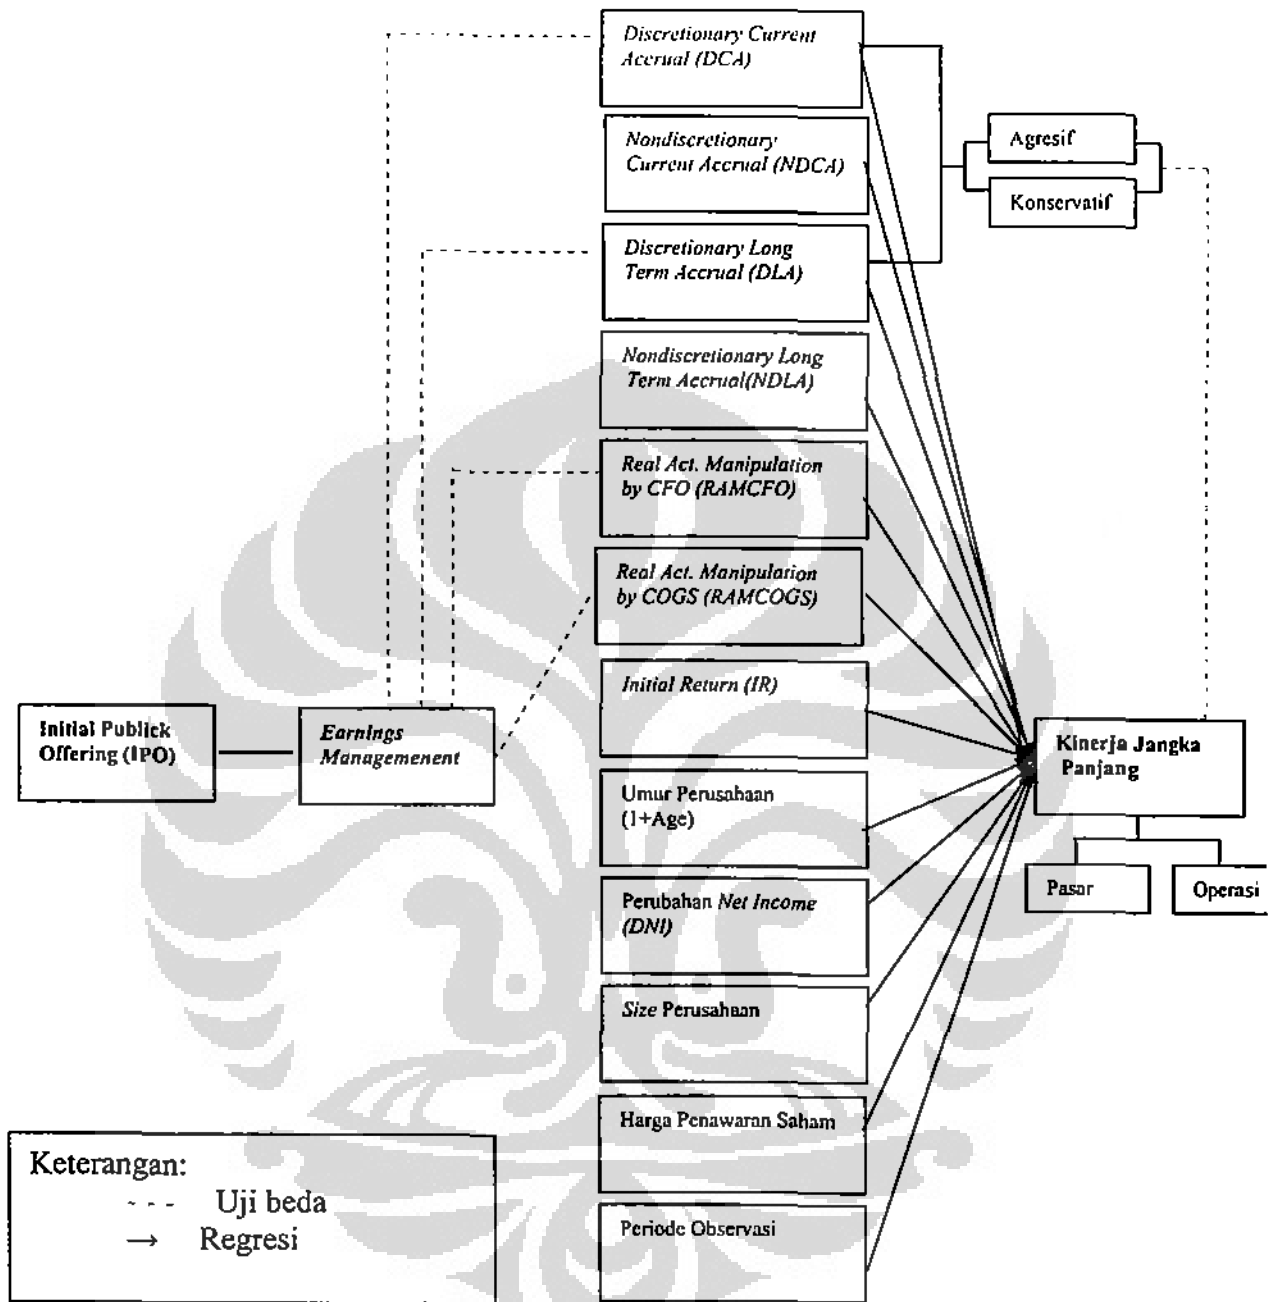 Discretionary Current
Accrual (DCA)
Nondiscretionary
Current Accrual (NDCA)
Agresif
Konservatif
Discretionary Long
Term Accrual (DLA)
Nondiscretionary Long
Term Accrual(NDLA)
Real Act. Manipulation
by CFO (RAMCFO)
Real Act. Manipulation
by COGS (RAMCOGS)
Initial Return (IR)
Initial Publick
Offering (IPO)
Earnings
Managemenent
Kinerja Jangka
Panjang
Umur Perusahaan
(1+Age)
Pasar
Operasi
Perubahan Net Income
(DNI)
Size Perusahaan
Harga Penawaran Saham
Periode Observasi
Keterangan:
- - - Uji beda
→ Regresi